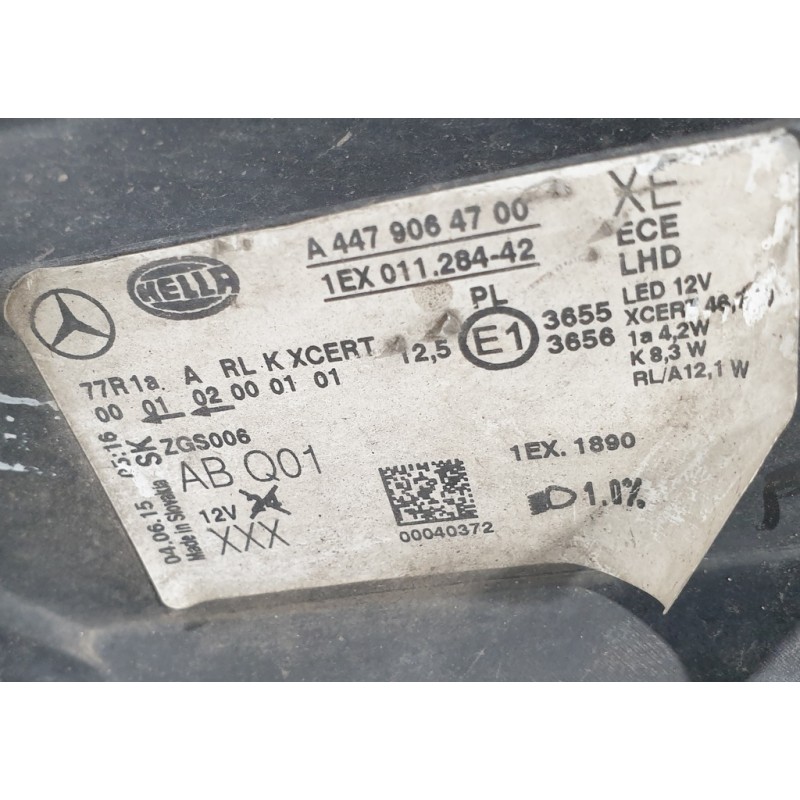 HELLA
A 447 906 47 00
1EX 011.284-42
XE
ECE
LHD
LED 12V
XCERT
1a 4,2W
K 8,3 W
RL/A12,1 W
PL
E1
3655
3656
77R1a. A RL K XCERT 12,5
00 01 02 00 01 01
SK
ZGS006
AB Q01
04.06.15
Made in Slovakia
12V
XXX
00040372
1EX. 1890
1.0%